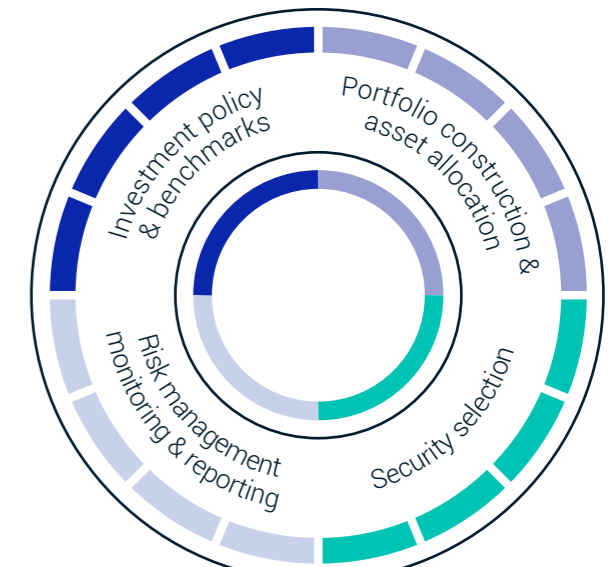 Investment policy
& benchmarks
Portfolio construction &
asset allocation
Security selection
Risk management
monitoring & reporting